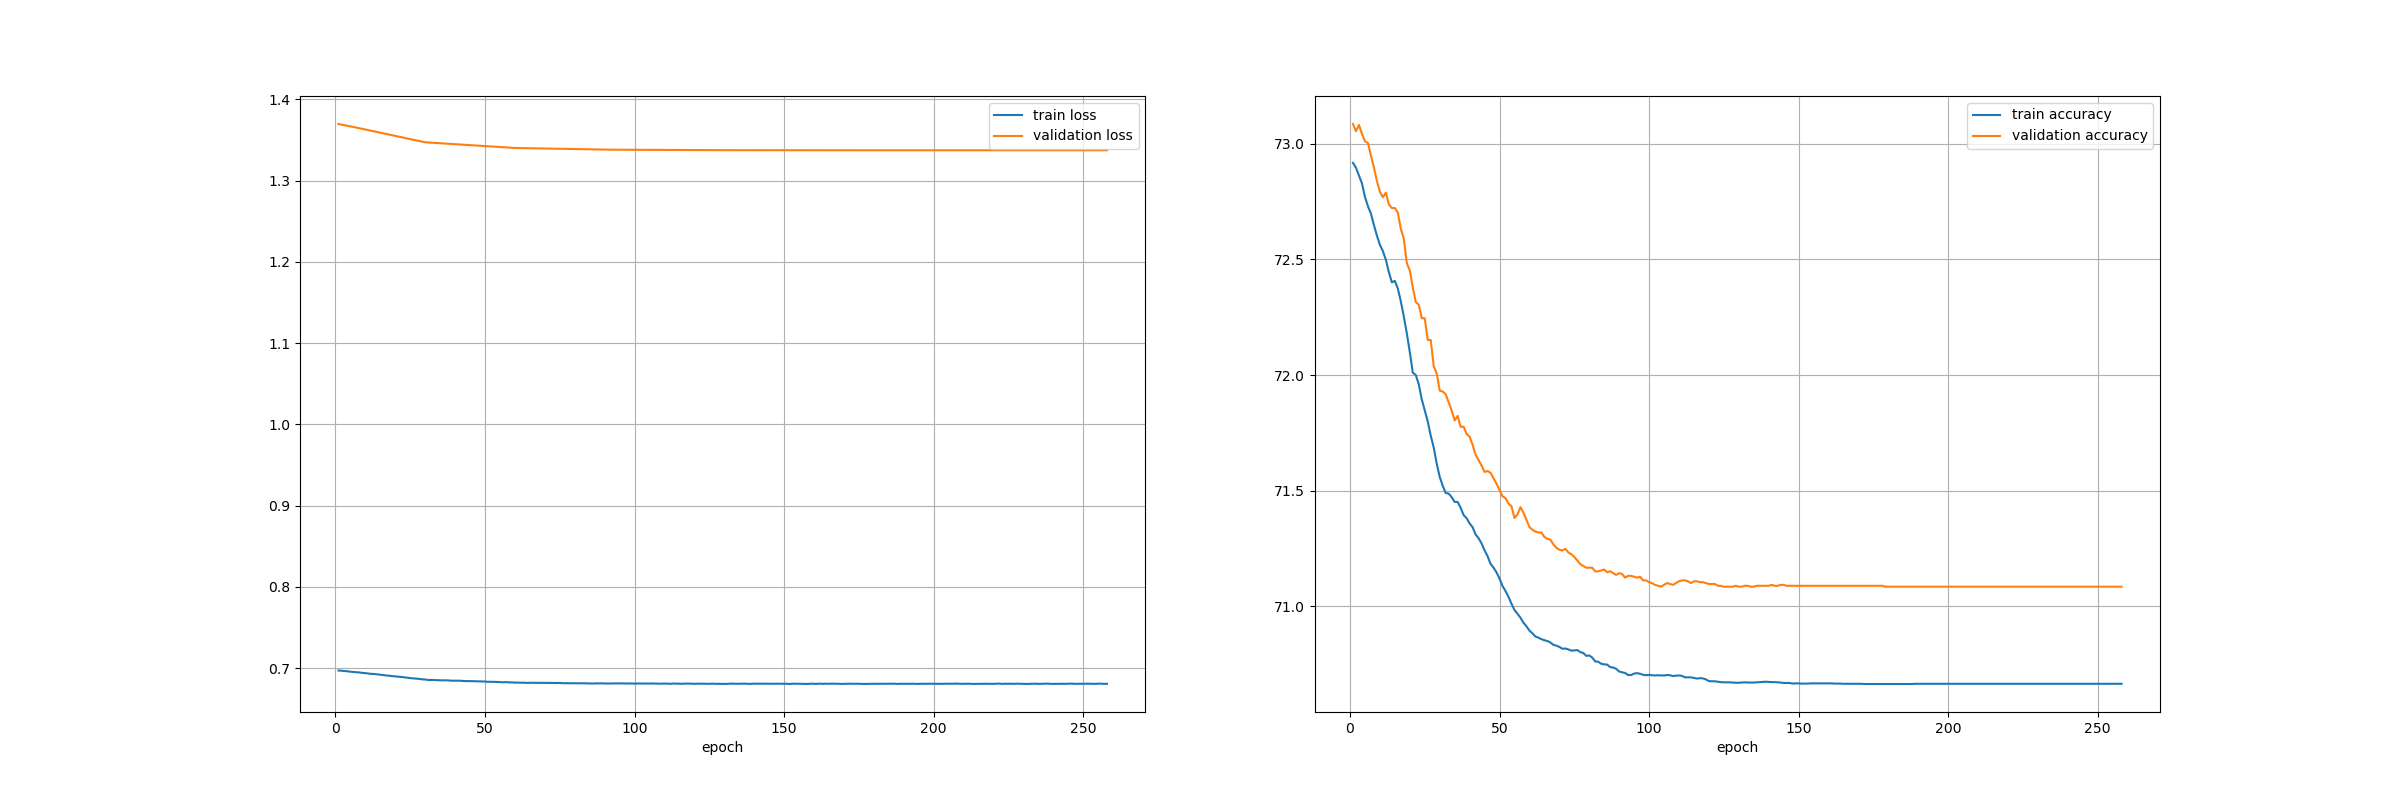 1.4
1.3
1.2
1.1
1.0
0.9
0.8
0.7
0 50 100 150 200 250
epoch
train loss
validation loss
73.0
72.5
72.0
71.5
71.0
0 50 100 150 200 250
epoch
train accuracy
validation accuracy